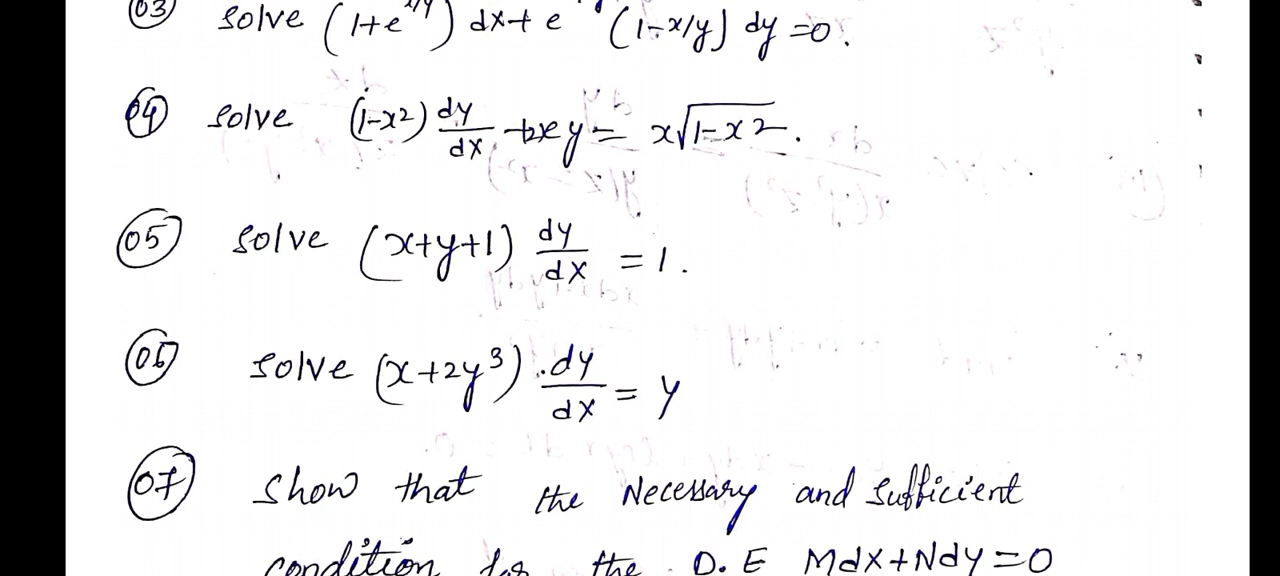 03 solve (1+e^x/y) dx + e (1-x/y) dy = 0.
04 solve (1-x²) dy/dx +2xy = x√1-x².
05 solve (x+y+1) dy/dx = 1.
06 solve (x+2y³) . dy/dx = y
07 Show that the Necessary and Sufficient
condition for the D.E Mdx+Ndy=0